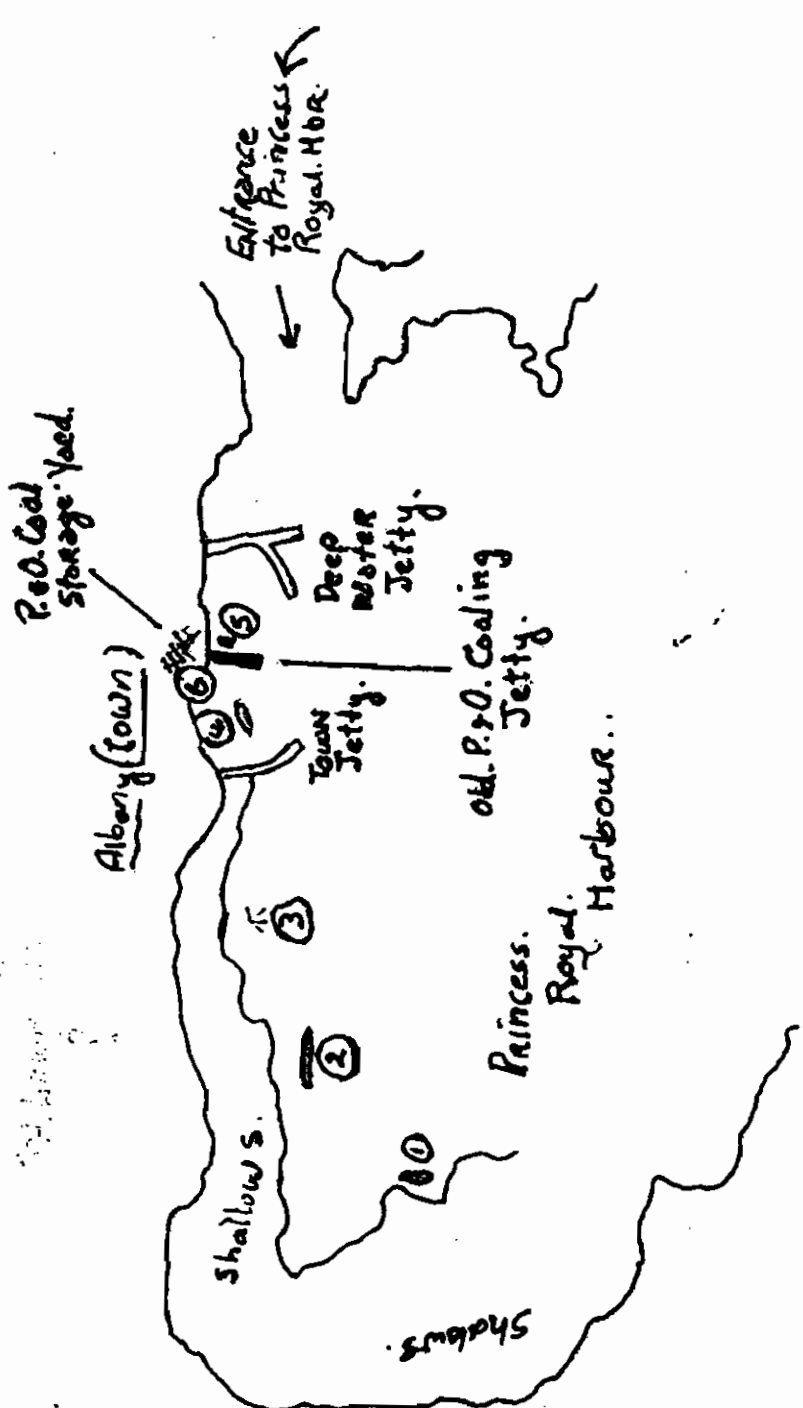 P.&O. Coal
Storage. Yard.
Albany (town)
Entrance
to Princess
Royal. Hbr.
6
4
5
Town
Jetty.
Deep
Water
Jetty.
Old. P.&O. Coaling
Jetty.
3
2
1
Shallows.
Princess.
Royal.
Harbour..
Shalows.